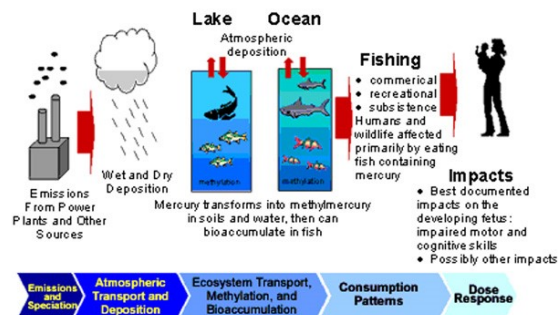 Lake
Ocean
Atmospheric
deposition
Fishing
• commerical
• recreational
• subsistence
Humans and
wildlife affected
primarily by eating
fish containing
mercury
methylation
methylation
Wet and Dry
Deposition
Emissions
From Power
Plants and Other
Sources
Mercury transforms into methylmercury
in soils and water, then can
bioaccumulate in fish
Impacts
• Best documented
impacts on the
developing fetus:
impaired motor and
cognitive skills
• Possibly other impacts
Emissions
and Speciation
Atmospheric
Transport and
Deposition
Ecosystem Transport,
Methylation, and
Bioaccumulation
Consumption
Patterns
Dose
Response